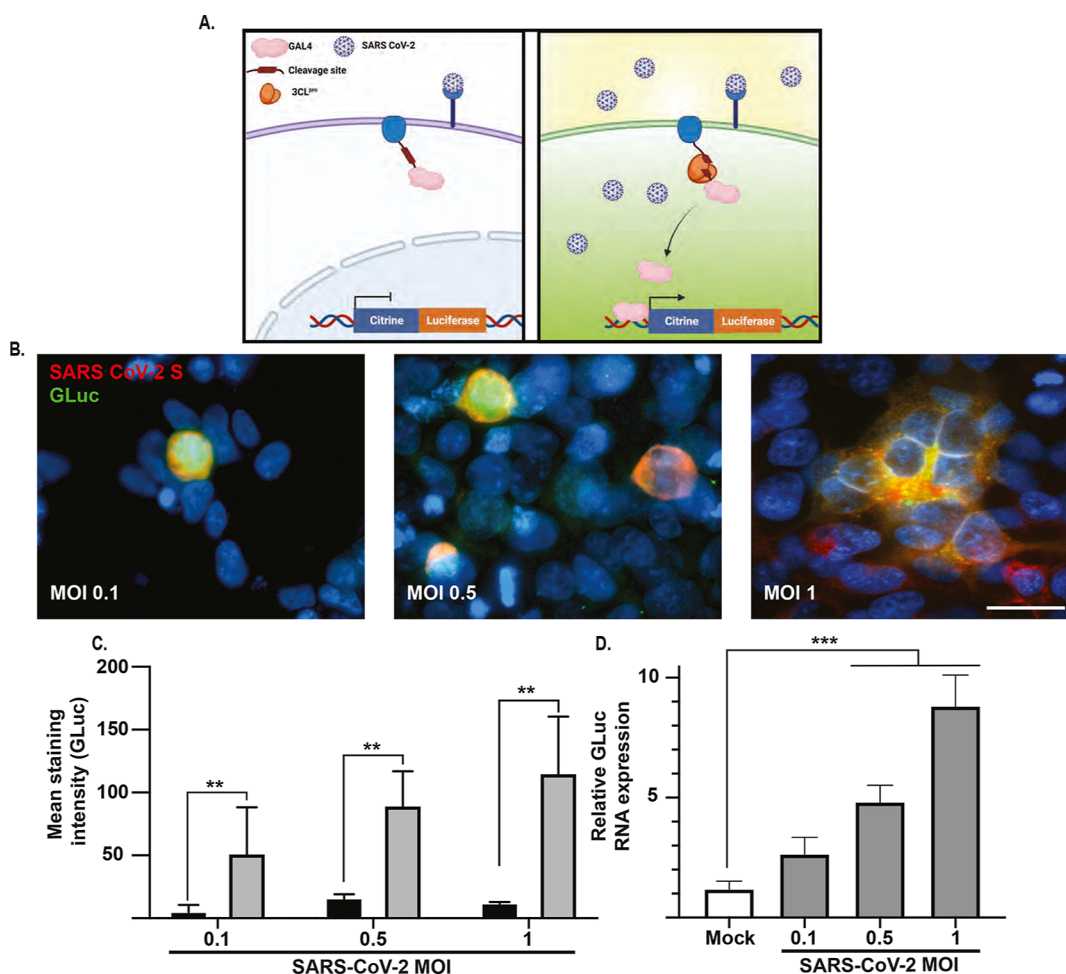 A.
GAL4
SARS CoV-2
Cleavage site
3CLpro
Citrine
Luciferase
Citrine
Luciferase
B.
SARS CoV-2 S
GLuc
MOI 0.1
MOI 0.5
MOI 1
C.
Mean staining
intensity (GLuc)
200
150
100
50
**
**
**
0.1
0.5
1
SARS-CoV-2 MOI
D.
Relative GLuc
RNA expression
10
5
***
Mock
0.1
0.5
1
SARS-CoV-2 MOI